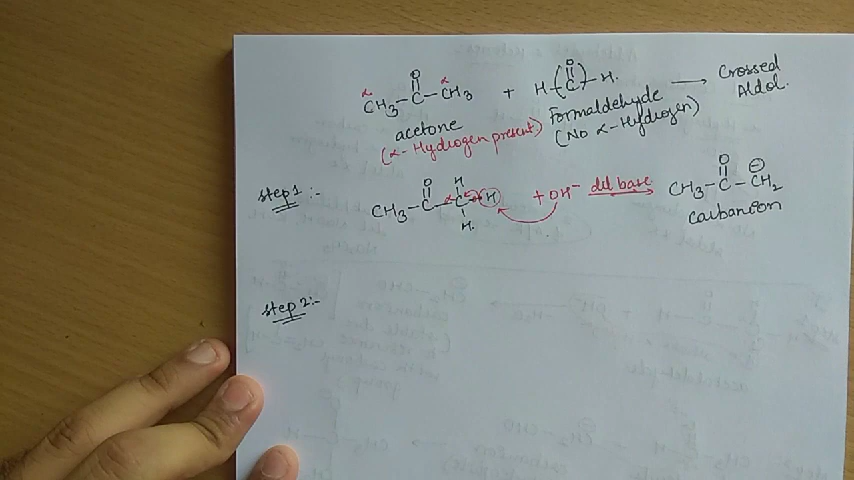 α α
O O
CH3-C-CH3 + H-(C)-H. → Crossed Aldol.
acetone Formaldehyde
(α-Hydrogen present) (NO α-Hydrogen)
step 1:-
O H
CH3-C-C-H + OH⁻ dil base → CH3-C-CH2
H.
O ⊖
carbanion
step 2:-